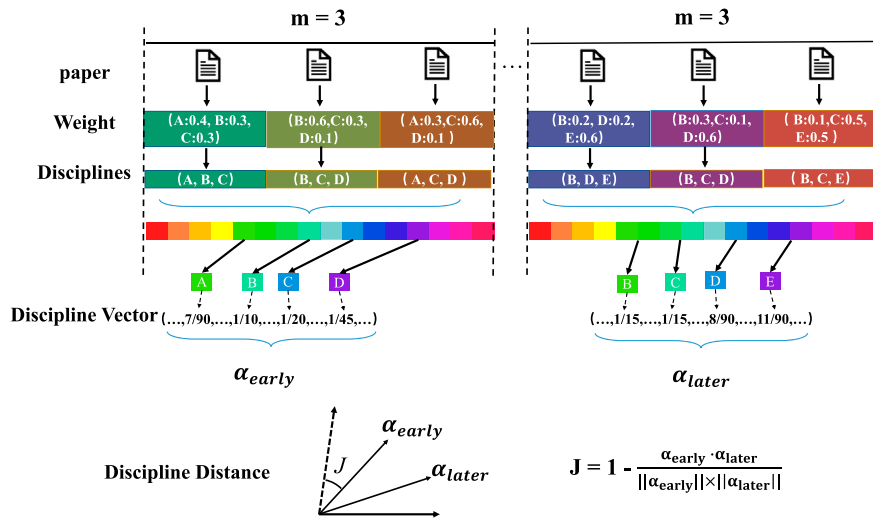 m = 3
m = 3
paper
...
Weight
(A:0.4, B:0.3,
C:0.3)
(B:0.6,C:0.3,
D:0.1)
(A:0.3,C:0.6,
D:0.1)
(B:0.2, D:0.2,
E:0.6)
(B:0.3,C:0.1,
D:0.6)
(B:0.1,C:0.5,
E:0.5)
Disciplines
(A, B, C)
(B, C, D)
(A, C, D)
(B, D, E)
(B, C, D)
(B, C, E)
A
B
C
D
B
C
D
E
Discipline Vector
(...,7/90,...,1/10,...,1/20,...,1/45,...)
(...,1/15,...,1/15,...,8/90,...,11/90,...)
α_early
α_later
Discipline Distance
J
α_early
α_later
J = 1 - α_early ·α_later / ||α_early||×||α_later||